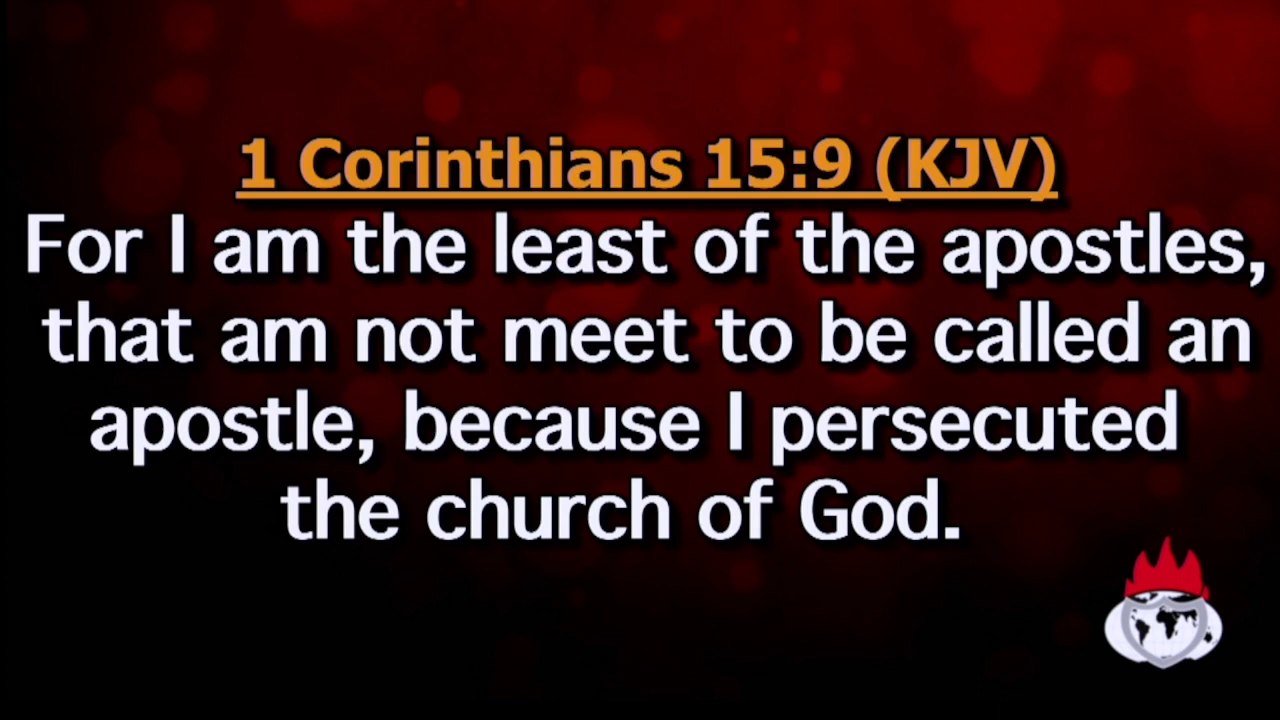 1 Corinthians 15:9 (KJV)
For I am the least of the apostles,
that am not meet to be called an
apostle, because I persecuted
the church of God.